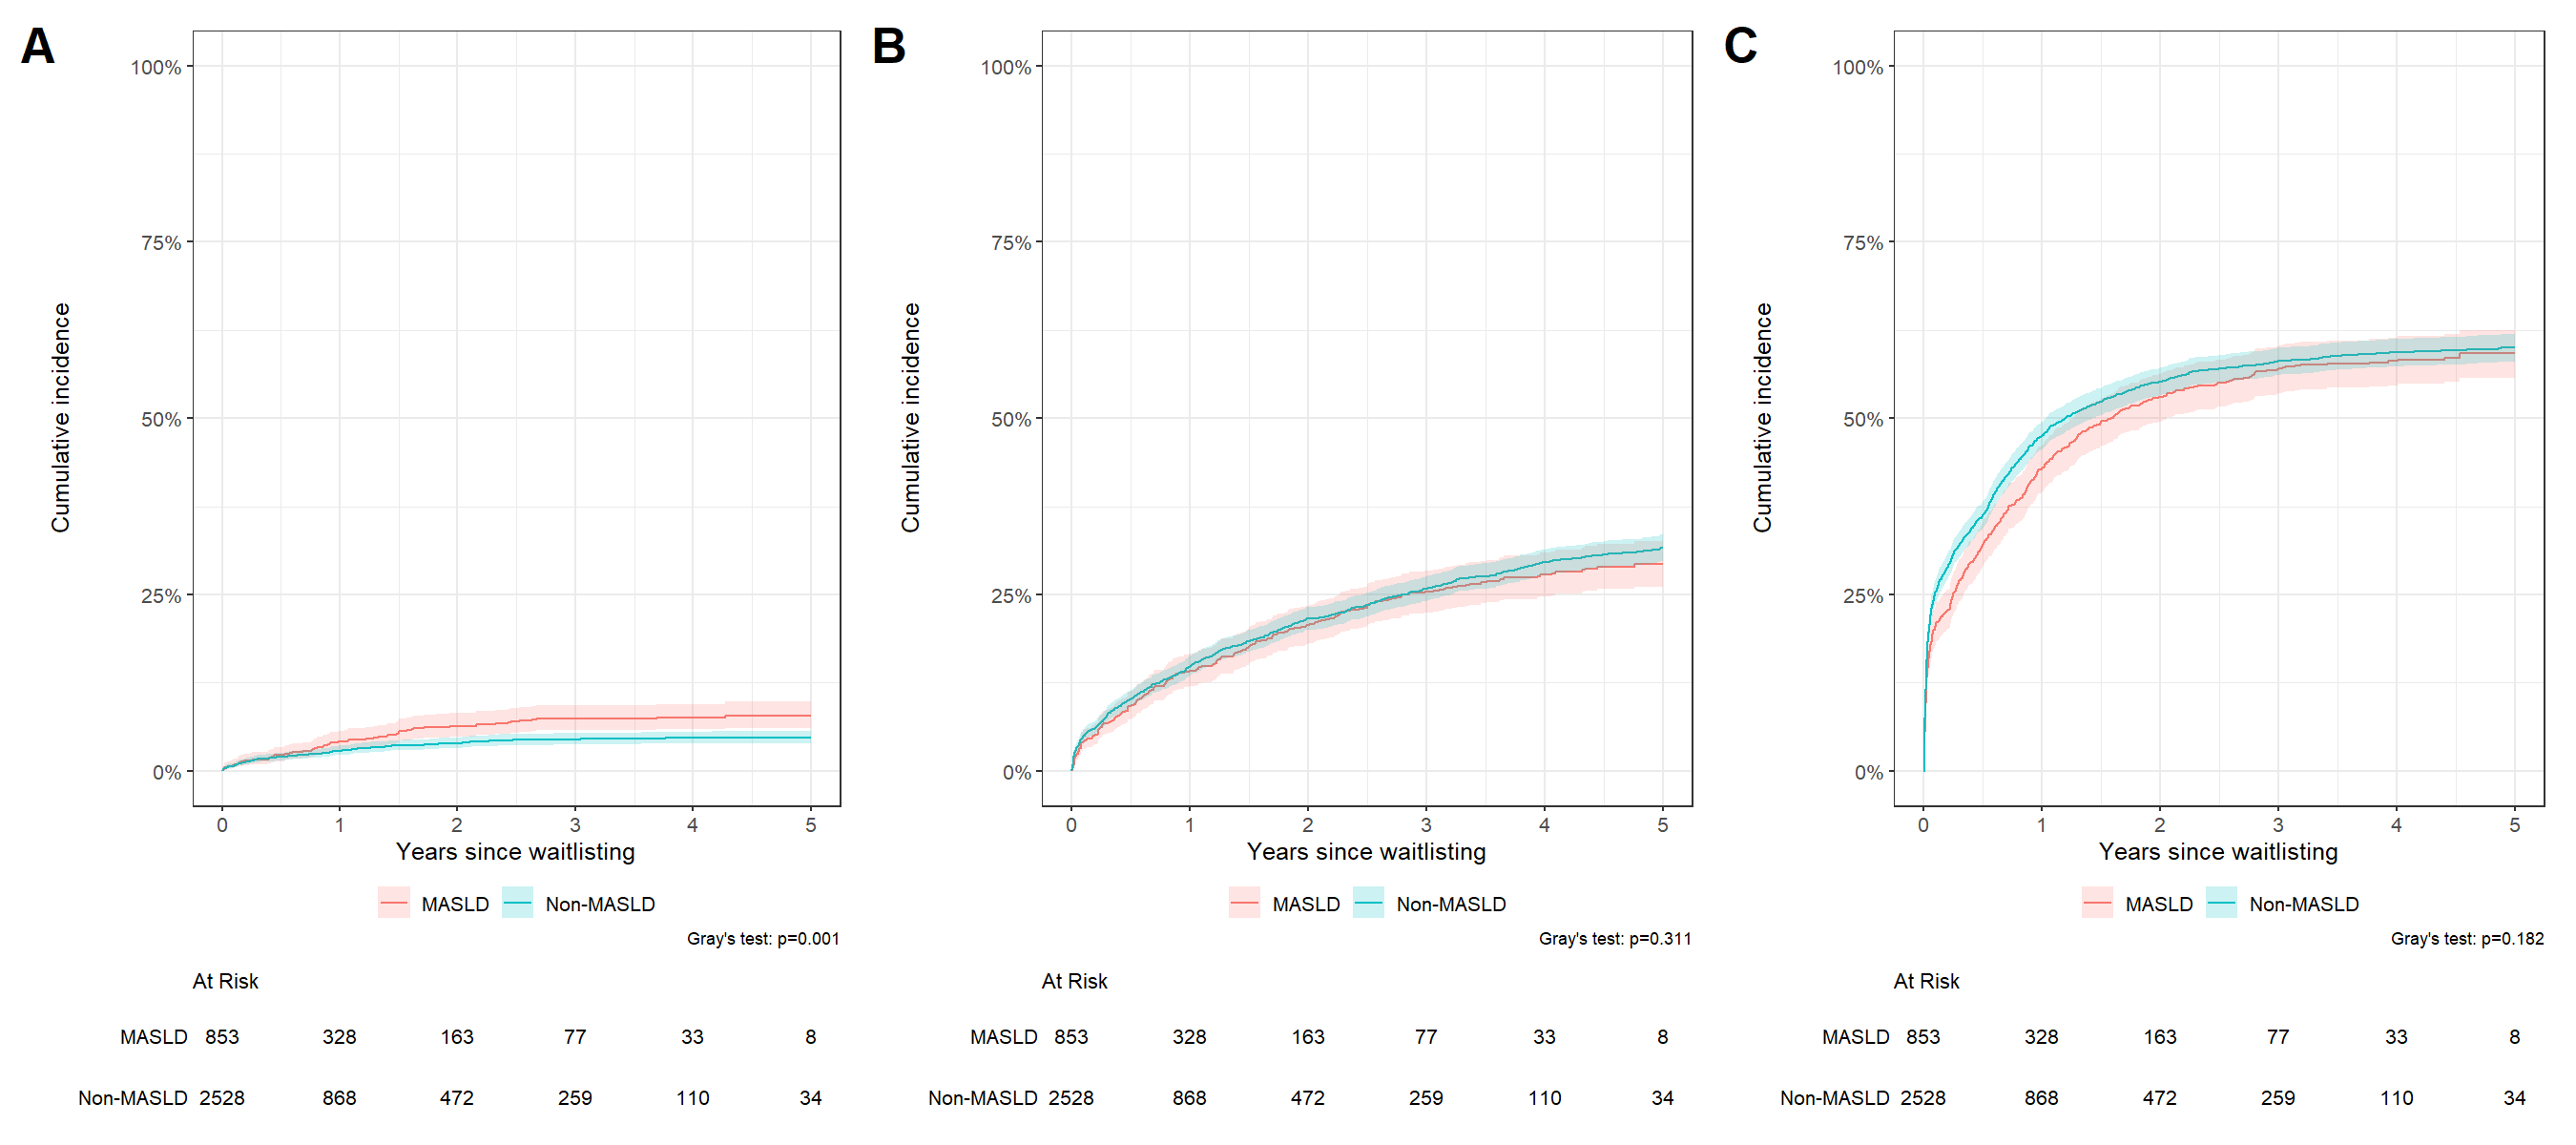 A
Cumulative incidence
100%
75%
50%
25%
0%
0 1 2 3 4 5
Years since waitlisting
MASLD Non-MASLD
Gray's test: p=0.001
At Risk
MASLD 853 328 163 77 33 8
Non-MASLD 2528 868 472 259 110 34
B
Cumulative incidence
100%
75%
50%
25%
0%
0 1 2 3 4 5
Years since waitlisting
MASLD Non-MASLD
Gray's test: p=0.311
At Risk
MASLD 853 328 163 77 33 8
Non-MASLD 2528 868 472 259 110 34
C
Cumulative incidence
100%
75%
50%
25%
0%
0 1 2 3 4 5
Years since waitlisting
MASLD Non-MASLD
Gray's test: p=0.182
At Risk
MASLD 853 328 163 77 33 8
Non-MASLD 2528 868 472 259 110 34